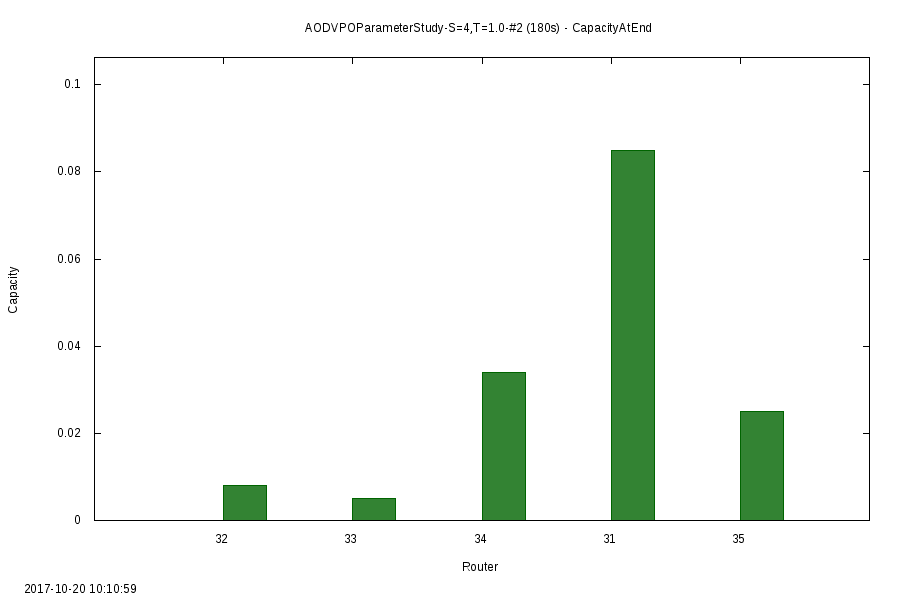 AODVPOParameterStudy-S=4,T=1.0-#2 (180s) - CapacityAtEnd
0.1
0.08
0.06
0.04
0.02
0
Capacity
32 33 34 31 35
Router
2017-10-20 10:10:59